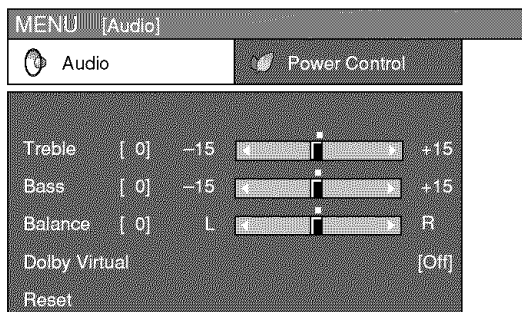 MENU [Audio]
Audio Power Control
Treble [ 0] –15 +15
Bass [ 0] –15 +15
Balance [ 0] L R
Dolby Virtual [Off]
Reset